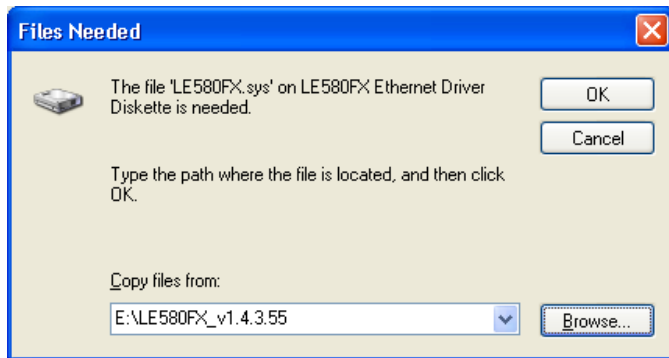 Files Needed
The file 'LE580FX.sys' on LE580FX Ethernet Driver
Diskette is needed.
OK
Cancel
Type the path where the file is located, and then click
OK.
Copy files from:
E:\LE580FX_v1.4.3.55
Browse...